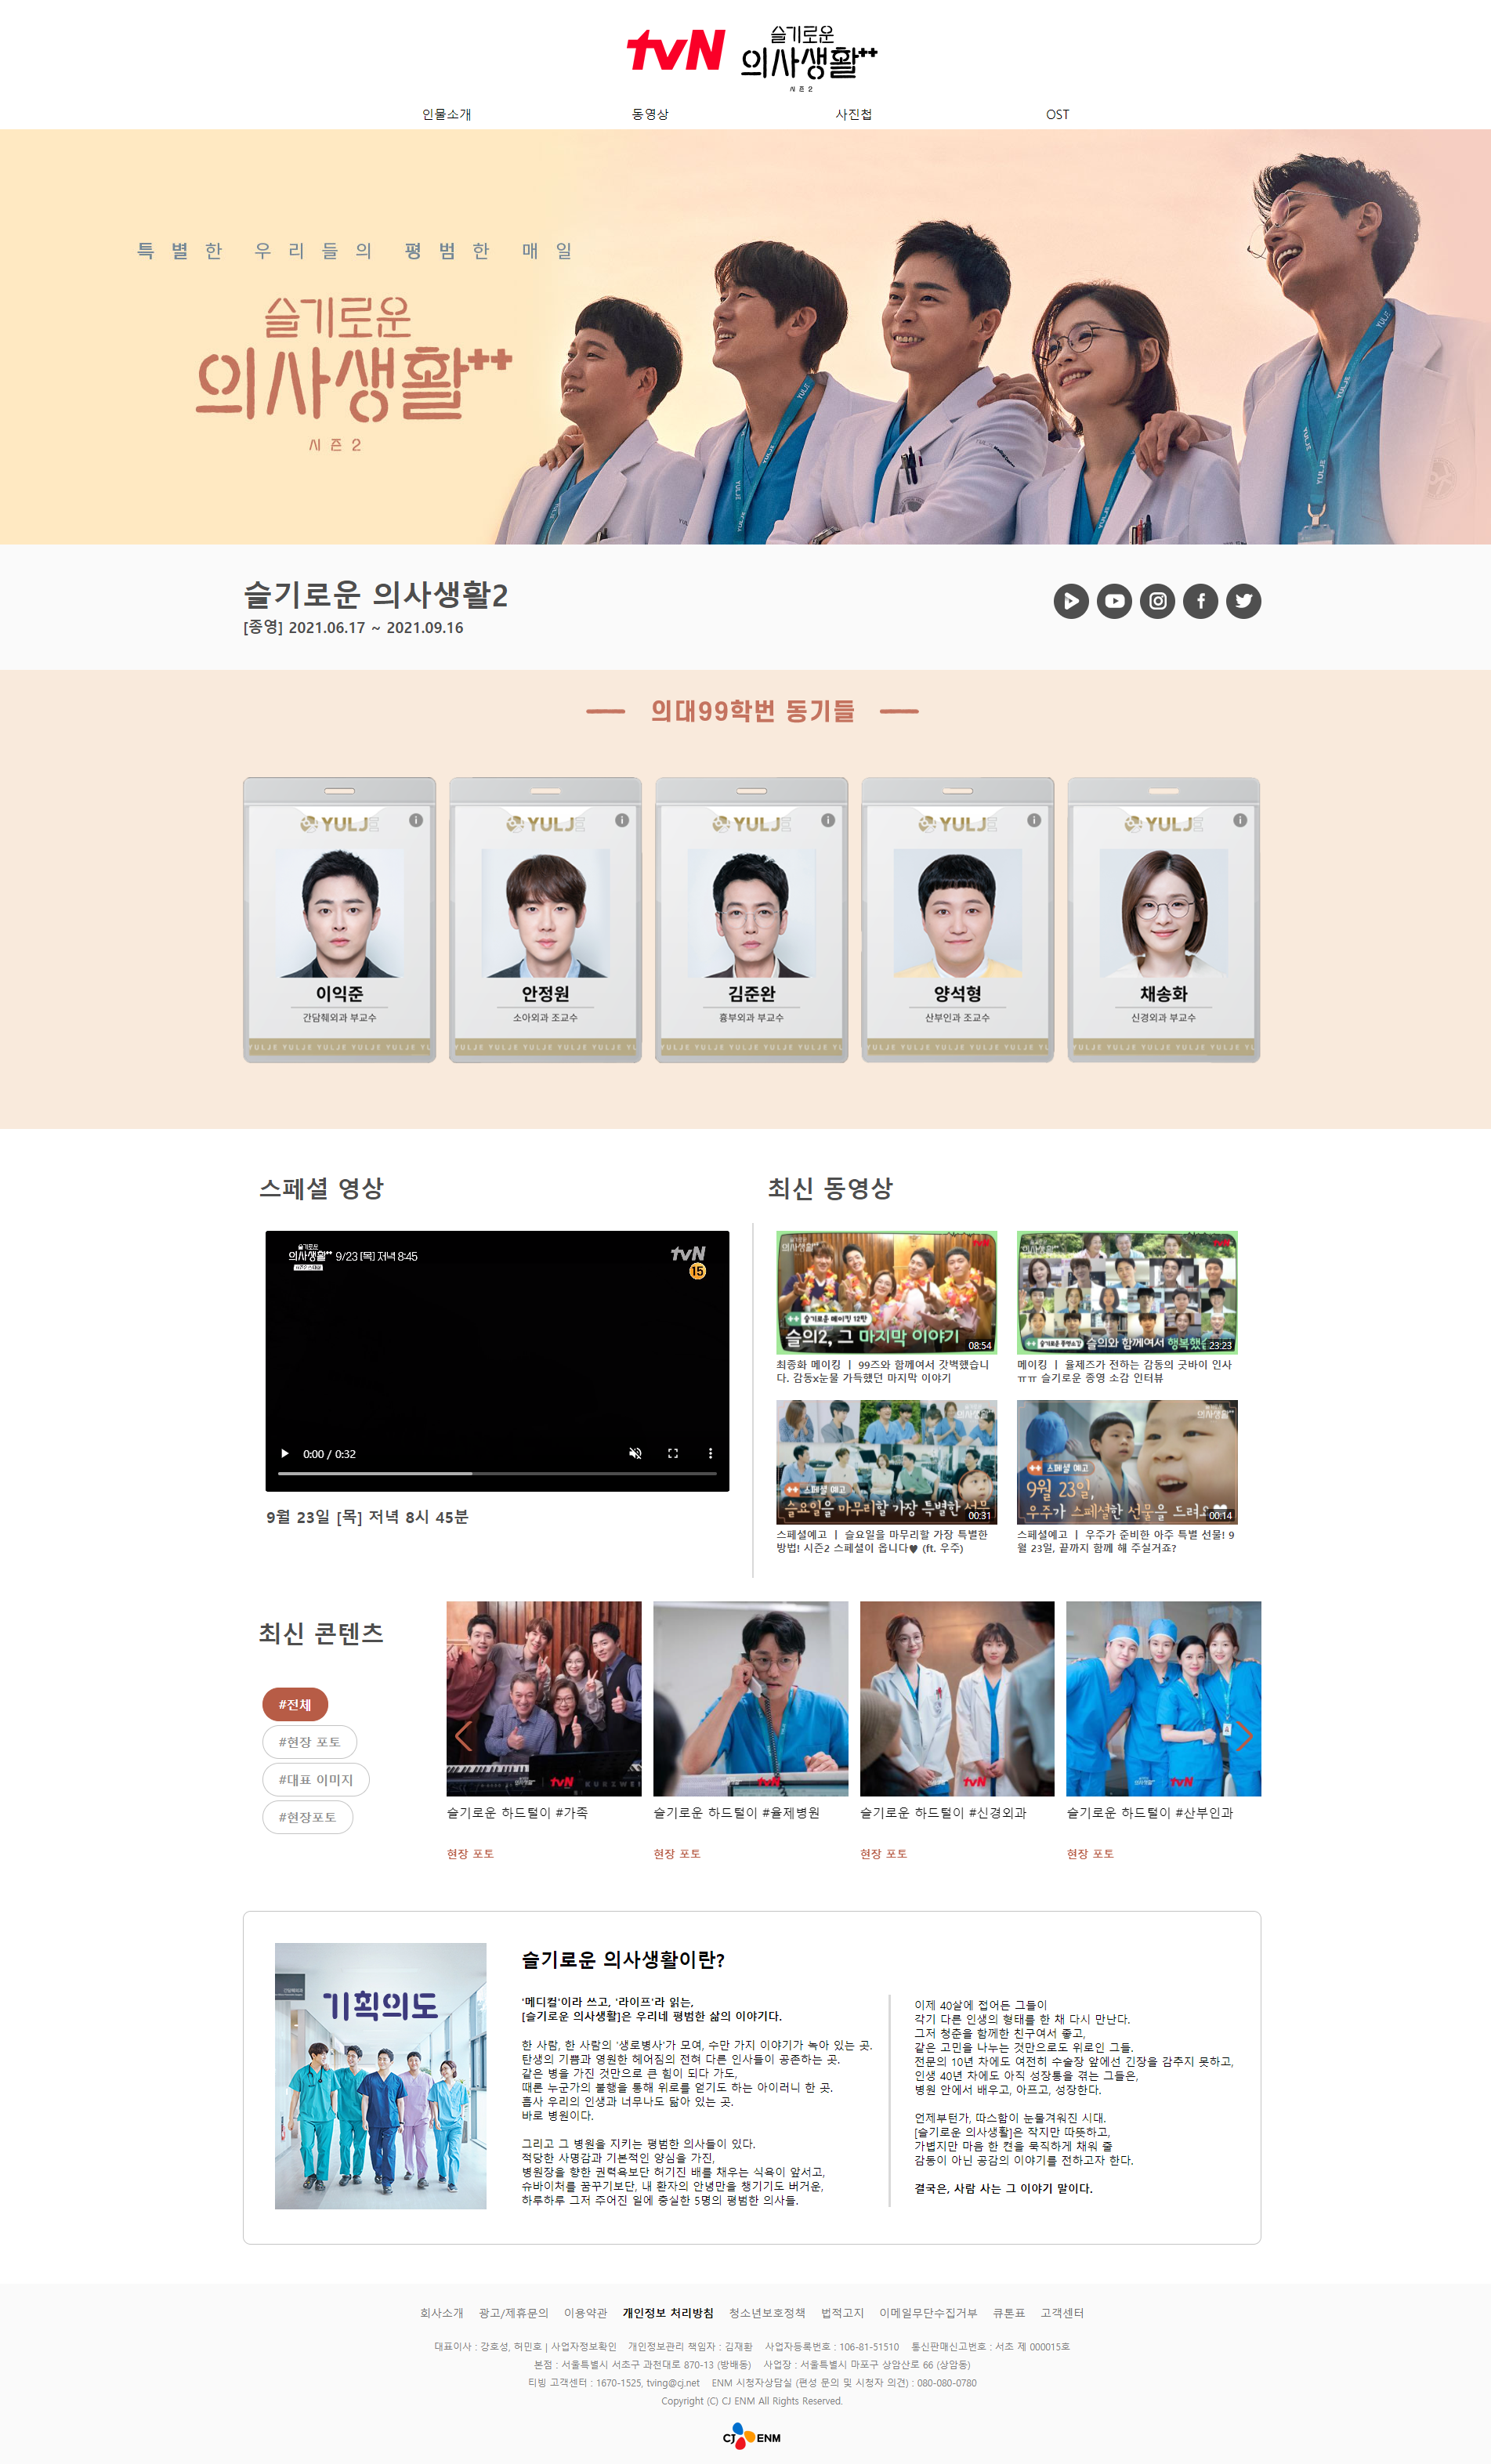 tvN 슬기로운
의사생활++
시즌2
인물소개 동영상 사진첩 OST
특별한 우리들의 평범한 매일
슬기로운
의사생활++
시즌2
슬기로운 의사생활2
[종영] 2021.06.17 ~ 2021.09.16
의대99학번 동기들
YULJE YULJE YULJE YULJE YULJE
이익준 안정원 김준완 양석형 채송화
간담췌외과 부교수 소아외과 조교수 흉부외과 부교수 산부인과 조교수 신경외과 부교수
YULJE YULJE YULJE YULJE YULJE
스페셜 영상
슬기로운
의사생활++ 9/23 [목] 저녁 8:45
tvN
15
0:00 / 0:32
9월 23일 [목] 저녁 8시 45분
최신 동영상
++ 슬기로운 메이킹 12탄
슬의2, 그 마지막 이야기
08:54
최종화 메이킹 ㅣ 99즈와 함께여서 갓벽했습니
다. 감동x눈물 가득했던 마지막 이야기
슬의와 함께여서 행복했
23:23
메이킹 ㅣ 율제즈가 전하는 감동의 굿바이 인사
ㅠㅠ 슬기로운 종영 소감 인터뷰
++ 스페셜 예고
슬요일을 마무리할 가장 특별한 선물
00:31
스페셜예고 ㅣ 슬요일을 마무리할 가장 특별한
방법! 시즌2 스페셜이 옵니다♥ (ft. 우주)
++ 스페셜 예고
9월 23일,
우주가 스페셜한 선물을 드려요♥
00:14
스페셜예고 ㅣ 우주가 준비한 아주 특별 선물! 9
월 23일, 끝까지 함께 해 주실거죠?
최신 콘텐츠
#전체
#현장 포토
#대표 이미지
#현장포토
tvN KURZWEI tvN tvN tvN
슬기로운 하드털이 #가족 슬기로운 하드털이 #율제병원 슬기로운 하드털이 #신경외과 슬기로운 하드털이 #산부인과
현장 포토 현장 포토 현장 포토 현장 포토
기획의도
슬기로운 의사생활이란?
'메디컬'이라 쓰고, '라이프'라 읽는,
[슬기로운 의사생활]은 우리네 평범한 삶의 이야기다.
한 사람, 한 사람의 '생로병사'가 모여, 수만 가지 이야기가 녹아 있는 곳.
탄생의 기쁨과 영원한 헤어짐의 전혀 다른 인사들이 공존하는 곳.
같은 병을 가진 것만으로 큰 힘이 되다 가도,
때론 누군가의 불행을 통해 위로를 얻기도 하는 아이러니 한 곳.
흡사 우리의 인생과 너무나도 닮아 있는 곳.
바로 병원이다.
그리고 그 병원을 지키는 평범한 의사들이 있다.
적당한 사명감과 기본적인 양심을 가진,
병원장을 향한 권력욕보단 허기진 배를 채우는 식욕이 앞서고,
슈바이처를 꿈꾸기보단, 내 환자의 안녕만을 챙기기도 버거운,
하루하루 그저 주어진 일에 충실한 5명의 평범한 의사들.
이제 40살에 접어든 그들이
각기 다른 인생의 형태를 한 채 다시 만난다.
그저 청춘을 함께한 친구여서 좋고,
같은 고민을 나누는 것만으로도 위로인 그들.
전문의 10년 차에도 여전히 수술장 앞에선 긴장을 감추지 못하고,
인생 40년 차에도 아직 성장통을 겪는 그들은,
병원 안에서 배우고, 아프고, 성장한다.
언제부턴가, 따스함이 눈물겨워진 시대.
[슬기로운 의사생활]은 작지만 따뜻하고,
가볍지만 마음 한 켠을 묵직하게 채워 줄
감동이 아닌 공감의 이야기를 전하고자 한다.
결국은, 사람 사는 그 이야기 말이다.
회사소개 광고/제휴문의 이용약관 개인정보 처리방침 청소년보호정책 법적고지 이메일무단수집거부 큐톤표 고객센터
대표이사 : 강호성, 허민호 | 사업자정보확인 개인정보관리 책임자 : 김재환 사업자등록번호 : 106-81-51510 통신판매신고번호 : 서초 제 000015호
본점 : 서울특별시 서초구 과천대로 870-13 (방배동) 사업장 : 서울특별시 마포구 상암산로 66 (상암동)
티빙 고객센터 : 1670-1525, tving@cj.net ENM 시청자상담실 (편성 문의 및 시청자 의견) : 080-080-0780
Copyright (C) CJ ENM All Rights Reserved.
CJ ENM